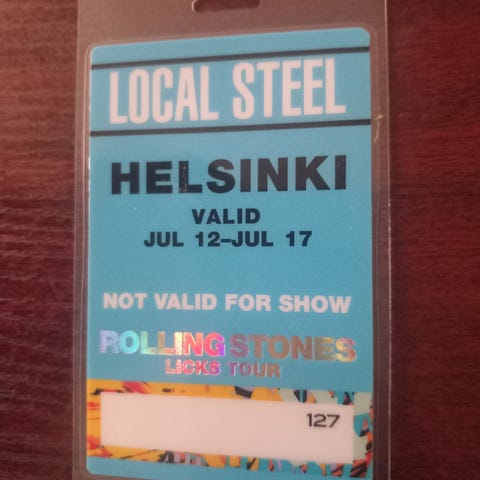 LOCAL STEEL
HELSINKI
VALID
JUL 12–JUL 17
NOT VALID FOR SHOW
ROLLING STONES
LICKS TOUR
127